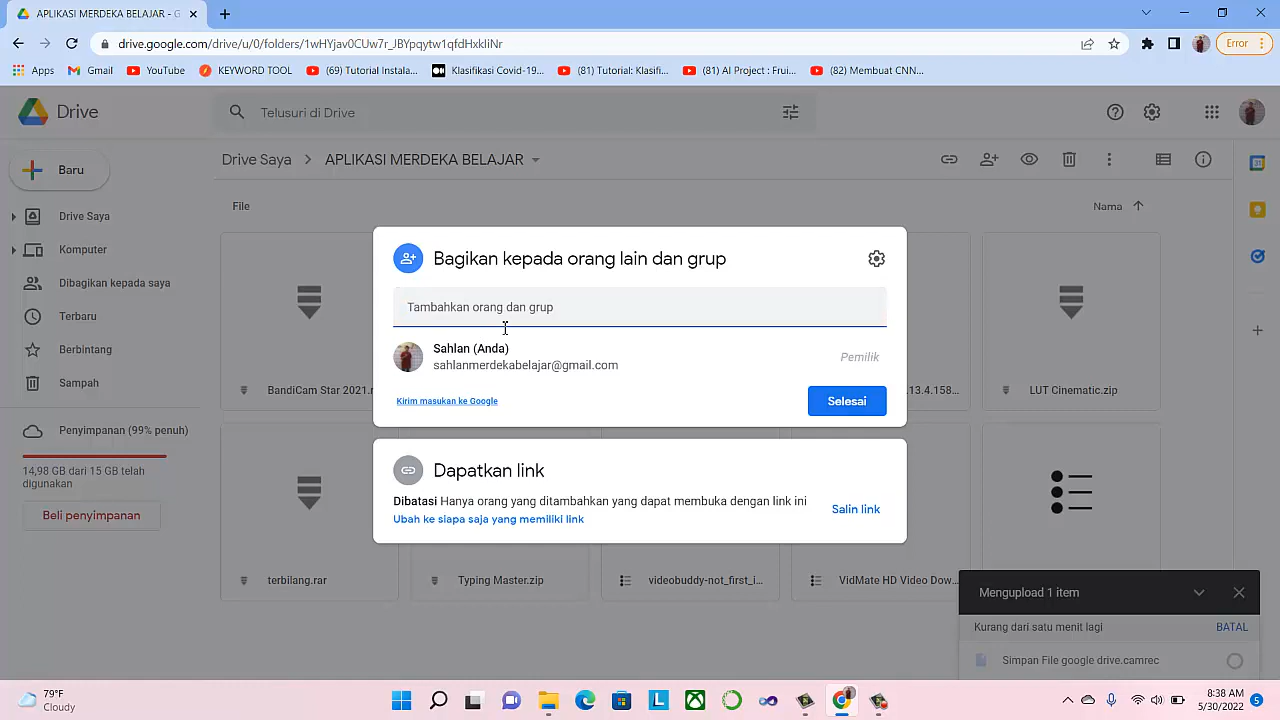 APLIKASI MERDEKA BELAJAR - G
drive.google.com/drive/u/0/folders/1wHYjav0CUw7r_JBYpqytw1qfdHxkliNr
Error
Apps
Gmail
YouTube
KEYWORD TOOL
(69) Tutorial Instala...
Klasifikasi Covid-19...
(81) Tutorial: Klasifi...
(81) AI Project : Frui...
(82) Membuat CNN...
Drive
Telusuri di Drive
Baru
Drive Saya
APLIKASI MERDEKA BELAJAR
File
Nama
Drive Saya
Komputer
Dibagikan kepada saya
Terbaru
Berbintang
Sampah
Penyimpanan (99% penuh)
14,98 GB dari 15 GB telah
digunakan
Beli penyimpanan
Bagikan kepada orang lain dan grup
Tambahkan orang dan grup
Sahlan (Anda)
sahlanmerdekabelajar@gmail.com
Pemilik
Kirim masukan ke Google
Selesai
Dapatkan link
Dibatasi Hanya orang yang ditambahkan yang dapat membuka dengan link ini
Ubah ke siapa saja yang memiliki link
Salin link
BandiCam Star 2021.r
.13.4.158...
LUT Cinematic.zip
terbilang.rar
Typing Master.zip
videobuddy-not_first_i...
VidMate HD Video Dow...
Mengupload 1 item
Kurang dari satu menit lagi
BATAL
Simpan File google drive.camrec
79°F
Cloudy
8:38 AM
5/30/2022
5